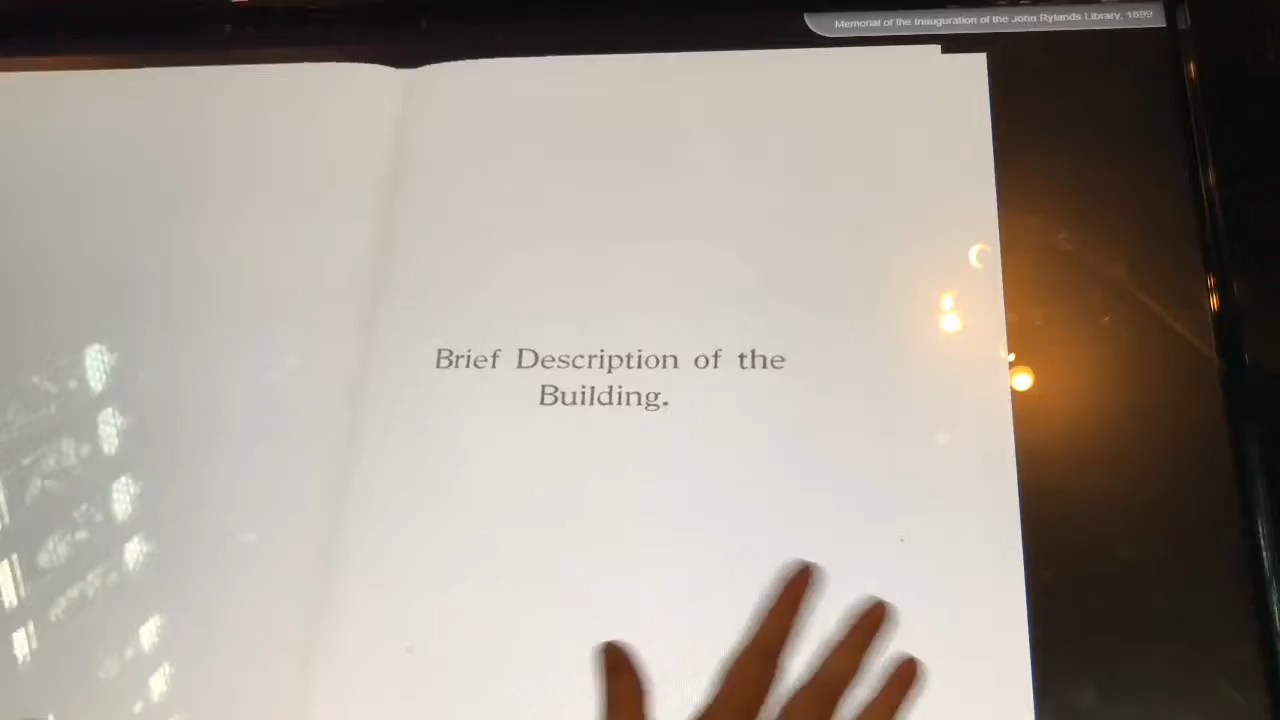 Memorial of the Inauguration of the John Rylands Library, 1899
Brief Description of the
Building.